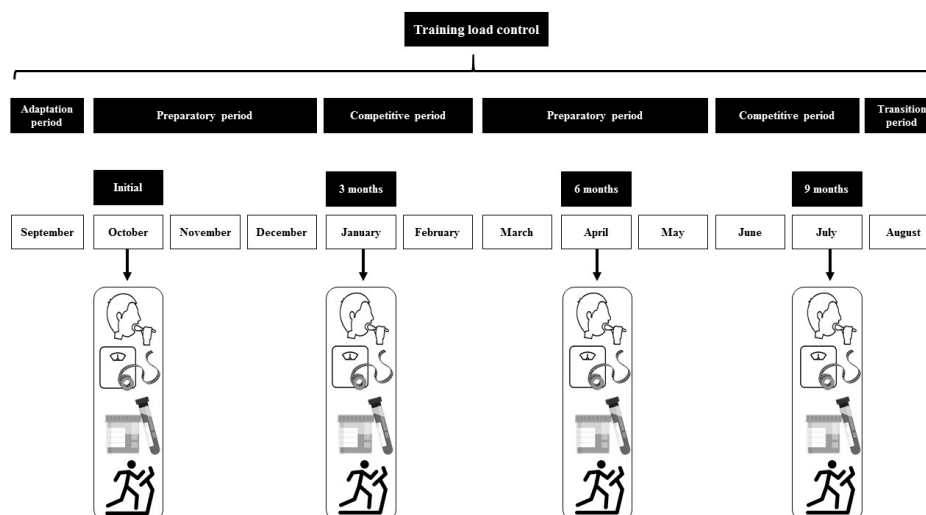 Training load control
Adaptation
period
Preparatory period
Competitive period
Preparatory period
Competitive period
Transition
period
Initial
3 months
6 months
9 months
September
October
November
December
January
February
March
April
May
June
July
August